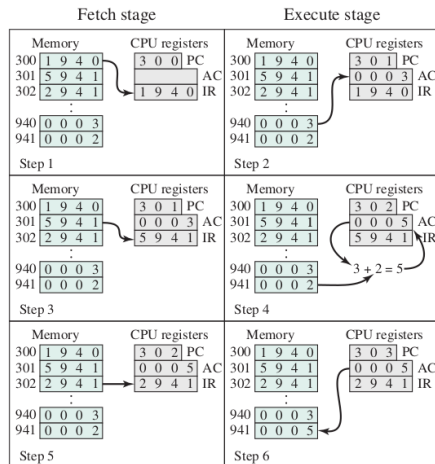 Fetch stage Execute stage
Memory CPU registers
300 1 9 4 0 3 0 0 PC
301 5 9 4 1 AC
302 2 9 4 1 1 9 4 0 IR
:
940 0 0 0 3
941 0 0 0 2
Step 1
Memory CPU registers
300 1 9 4 0 3 0 1 PC
301 5 9 4 1 0 0 0 3 AC
302 2 9 4 1 1 9 4 0 IR
:
940 0 0 0 3
941 0 0 0 2
Step 2
Memory CPU registers
300 1 9 4 0 3 0 1 PC
301 5 9 4 1 0 0 0 3 AC
302 2 9 4 1 5 9 4 1 IR
940 0 0 0 3
941 0 0 0 2
Step 3
Memory CPU registers
300 1 9 4 0 3 0 2 PC
301 5 9 4 1 0 0 0 5 AC
302 2 9 4 1 5 9 4 1 IR
940 0 0 0 3 3 + 2 = 5
941 0 0 0 2
Step 4
Memory CPU registers
300 1 9 4 0 3 0 2 PC
301 5 9 4 1 0 0 0 5 AC
302 2 9 4 1 2 9 4 1 IR
:
940 0 0 0 3
941 0 0 0 2
Step 5
Memory CPU registers
300 1 9 4 0 3 0 3 PC
301 5 9 4 1 0 0 0 5 AC
302 2 9 4 1 2 9 4 1 IR
:
940 0 0 0 3
941 0 0 0 5
Step 6